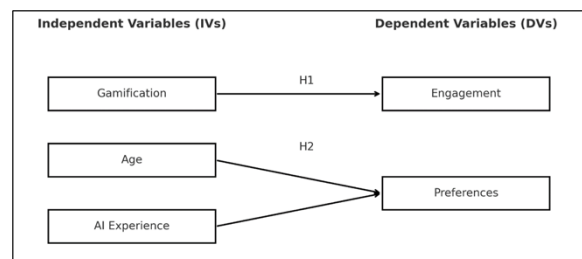 Independent Variables (IVs)
Dependent Variables (DVs)
Gamification
H1
Engagement
Age
H2
Preferences
AI Experience